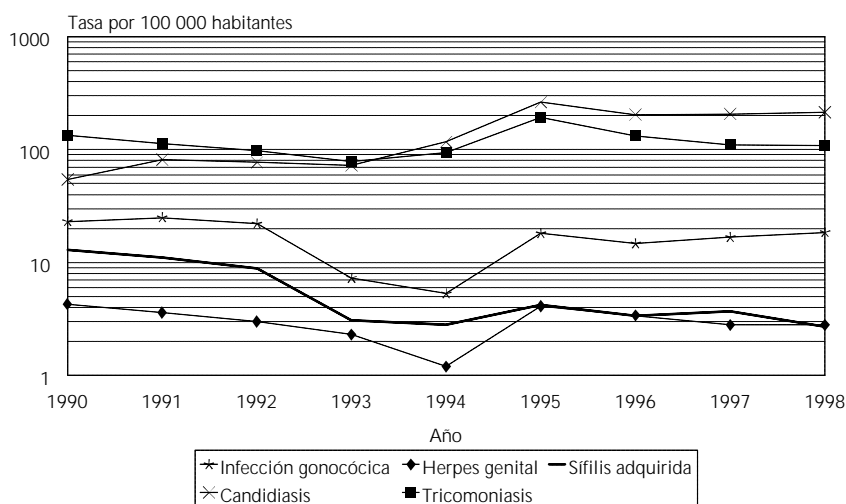 Tasa por 100 000 habitantes
1000
100
10
1
1990 1991 1992 1993 1994 1995 1996 1997 1998
Año
Infección gonocócica Herpes genital Sífilis adquirida
Candidiasis Tricomoniasis